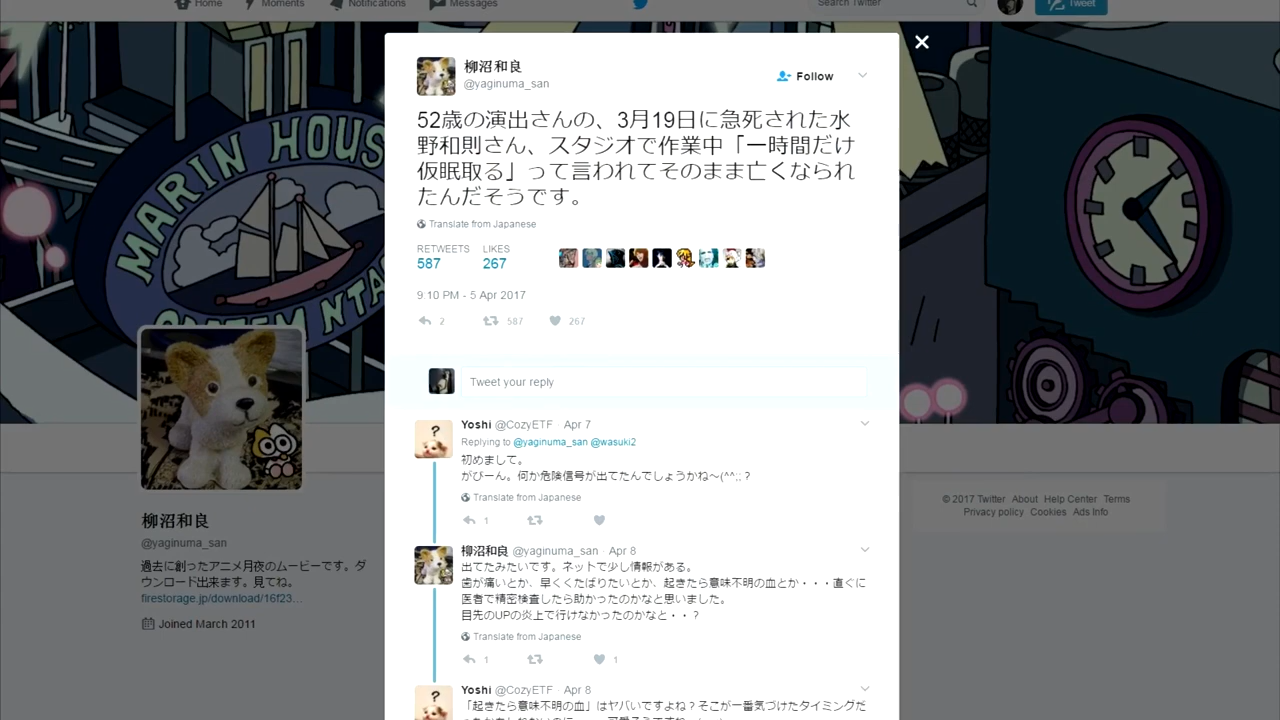 Home
Moments
Notifications
Messages
Search Twitter
Tweet
MARIN HOUS
柳沼和良
@yaginuma_san
Follow
52歳の演出さんの、3月19日に急死された水
野和則さん、スタジオで作業中「一時間だけ
仮眠取る」って言われてそのまま亡くなられ
たんだそうです。
Translate from Japanese
RETWEETS LIKES
587 267
9:10 PM - 5 Apr 2017
2 587 267
Tweet your reply
Yoshi @CozyETF · Apr 7
Replying to @yaginuma_san @wasuki2
初めまして。
がびーん。何か危険信号が出てたんでしょうかね〜(^^;;？
Translate from Japanese
1
柳沼和良 @yaginuma_san · Apr 8
出てたみたいです。ネットで少し情報がある。
歯が痛いとか、早くくたばりたいとか、起きたら意味不明の血とか・・・直ぐに
医者で精密検査したら助かったのかなと思いました。
目先のUPの炎上で行けなかったのかなと・・？
Translate from Japanese
1 1
Yoshi @CozyETF · Apr 8
「起きたら意味不明の血」はヤバいですよね？そこが一番気づけたタイミングだ
柳沼和良
@yaginuma_san
過去に創ったアニメ月夜のムービーです。ダ
ウンロード出来ます。見てね。
firestorage.jp/download/16f23...
Joined March 2011
© 2017 Twitter About Help Center Terms
Privacy policy Cookies Ads Info